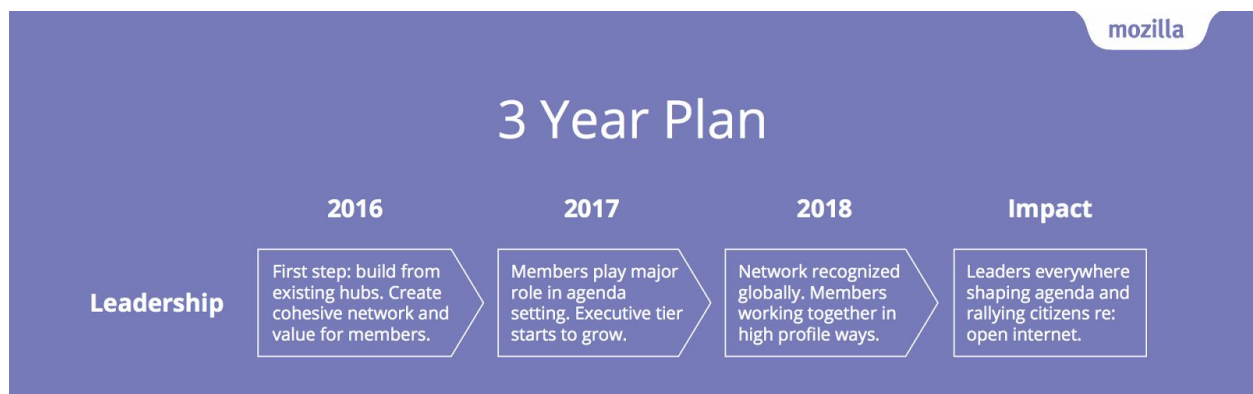 mozilla
3 Year Plan
2016
2017
2018
Impact
Leadership
First step: build from
existing hubs. Create
cohesive network and
value for members.
Members play major
role in agenda
setting. Executive tier
starts to grow.
Network recognized
globally. Members
working together in
high profile ways.
Leaders everywhere
shaping agenda and
rallying citizens re:
open internet.